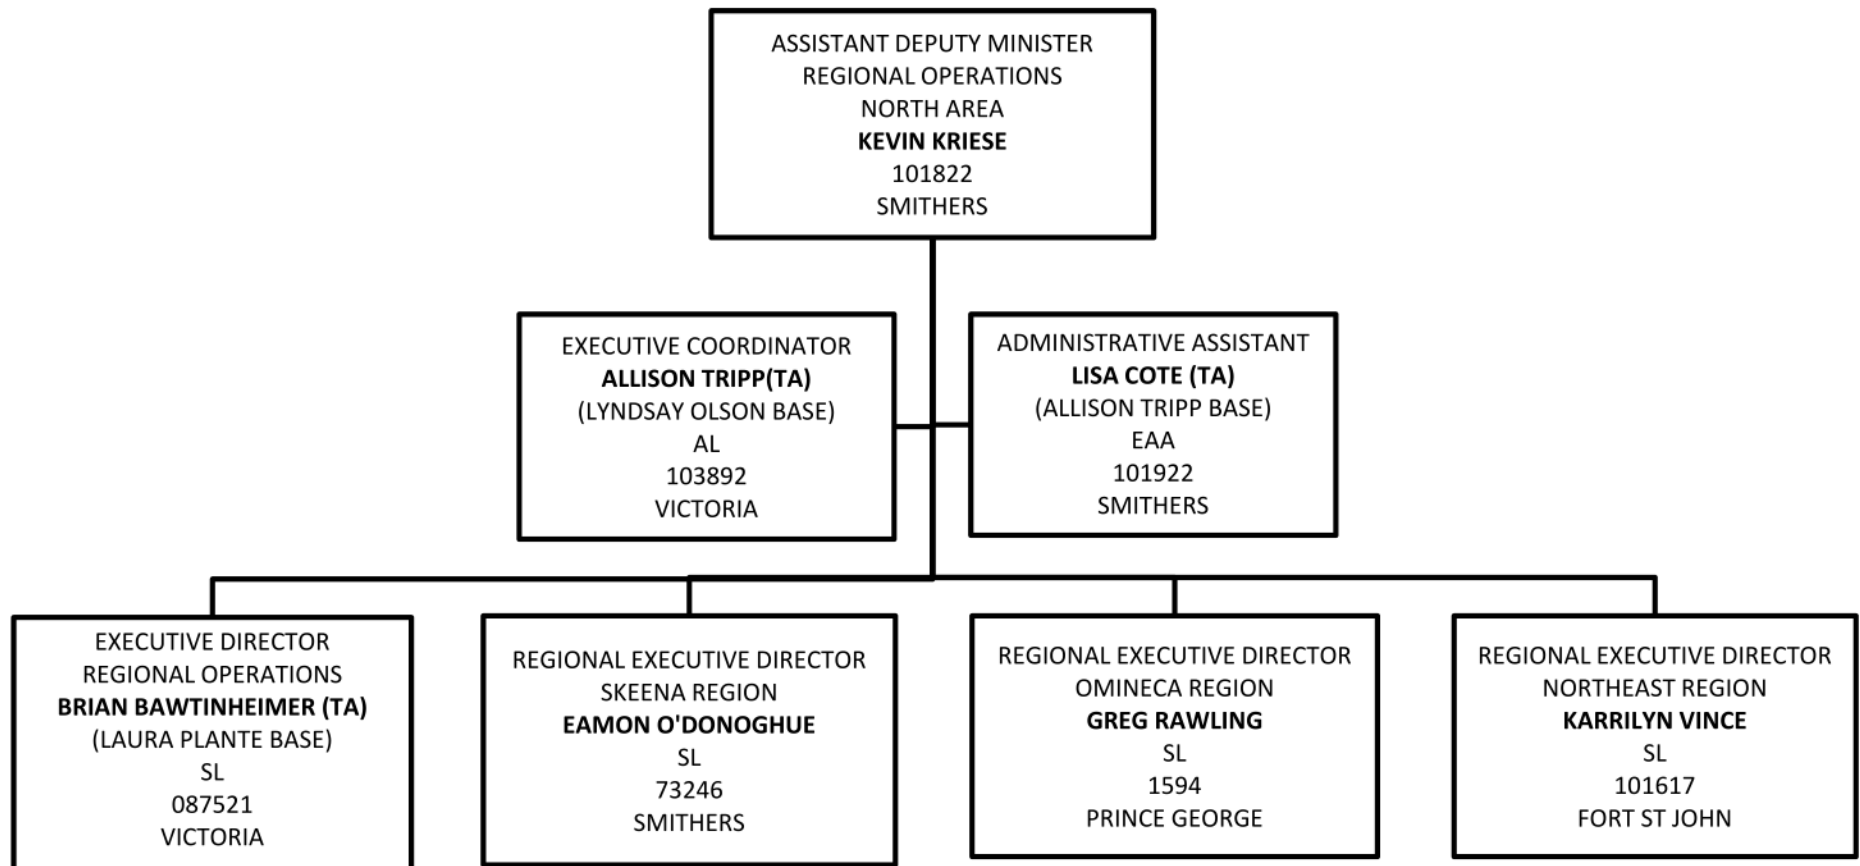 ASSISTANT DEPUTY MINISTER
REGIONAL OPERATIONS
NORTH AREA
KEVIN KRIESE
101822
SMITHERS
EXECUTIVE COORDINATOR
ALLISON TRIPP(TA)
(LYNDSAY OLSON BASE)
AL
103892
VICTORIA
ADMINISTRATIVE ASSISTANT
LISA COTE (TA)
(ALLISON TRIPP BASE)
EAA
101922
SMITHERS
EXECUTIVE DIRECTOR
REGIONAL OPERATIONS
BRIAN BAWTINHEIMER (TA)
(LAURA PLANTE BASE)
SL
087521
VICTORIA
REGIONAL EXECUTIVE DIRECTOR
SKEENA REGION
EAMON O'DONOGHUE
SL
73246
SMITHERS
REGIONAL EXECUTIVE DIRECTOR
OMINECA REGION
GREG RAWLING
SL
1594
PRINCE GEORGE
REGIONAL EXECUTIVE DIRECTOR
NORTHEAST REGION
KARRILYN VINCE
SL
101617
FORT ST JOHN